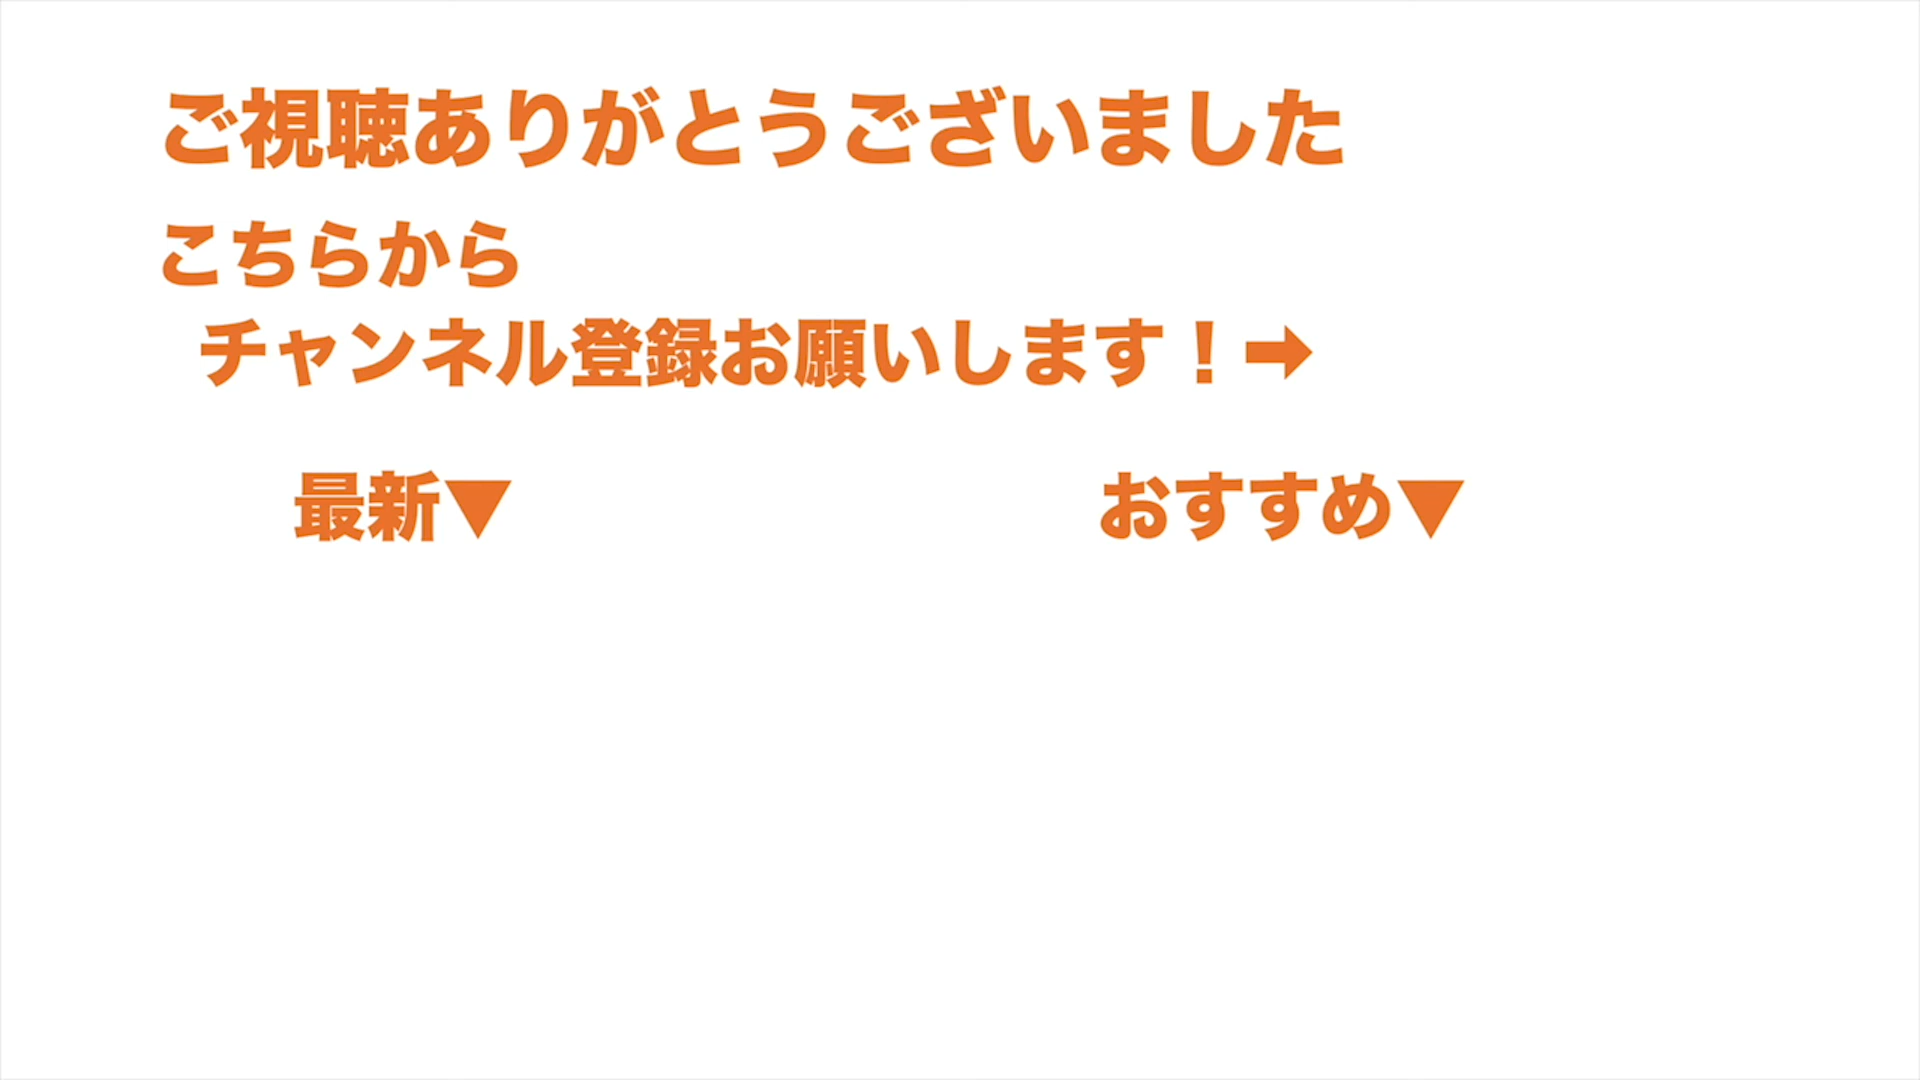 ご視聴ありがとうございました
こちらから
チャンネル登録お願いします！➡
最新▼
おすすめ▼